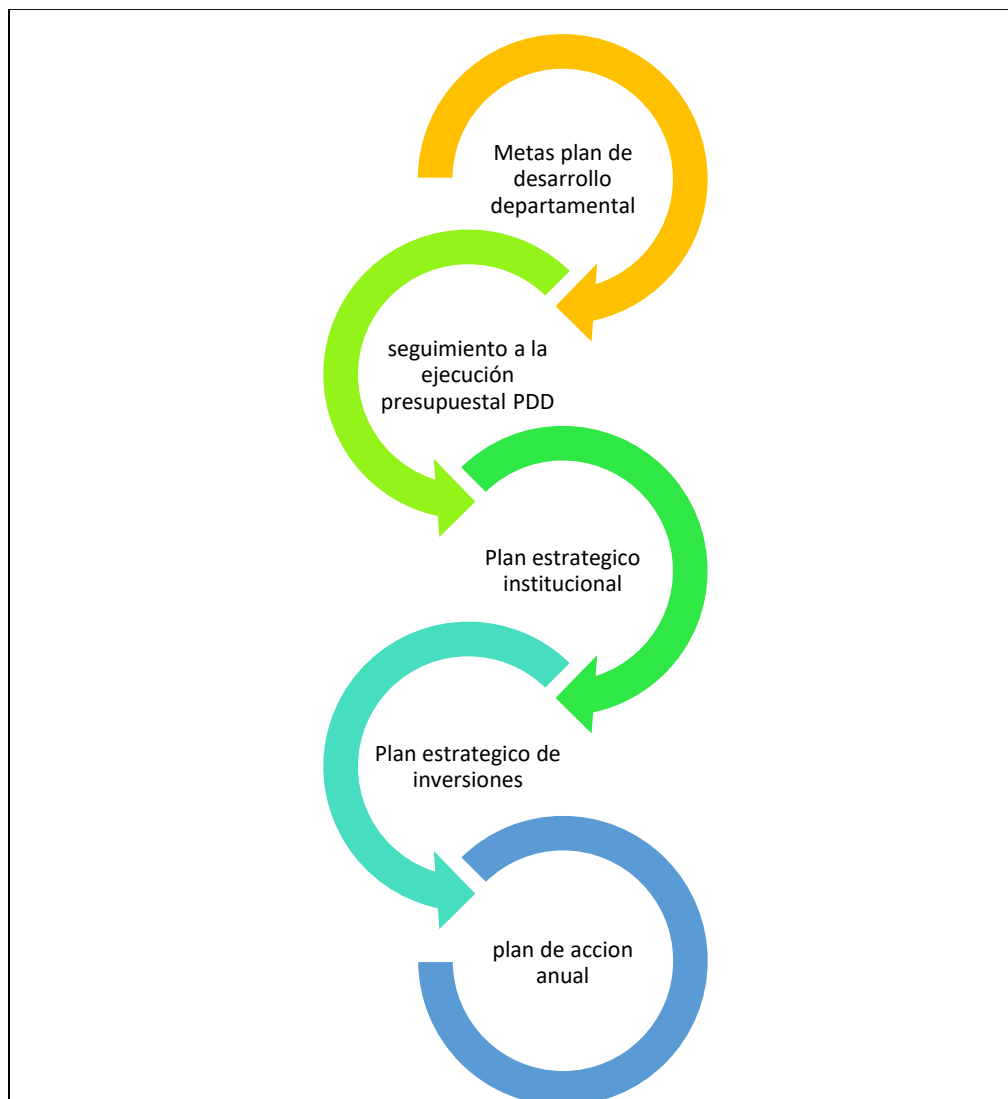 Metas plan de
desarrollo
departamental
seguimiento a la
ejecución
presupuestal PDD
Plan estrategico
institucional
Plan estrategico de
inversiones
plan de accion
anual